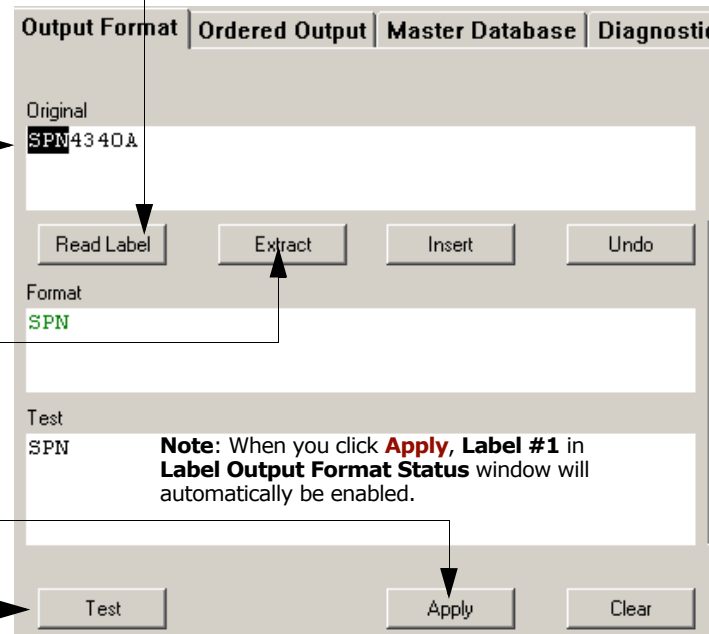 Output Format Ordered Output Master Database Diagnostic
Original
SPN4340A
Read Label Extract Insert Undo
Format
SPN
Test
SPN
Note: When you click Apply, Label #1 in
Label Output Format Status window will
automatically be enabled.
Test Apply Clear